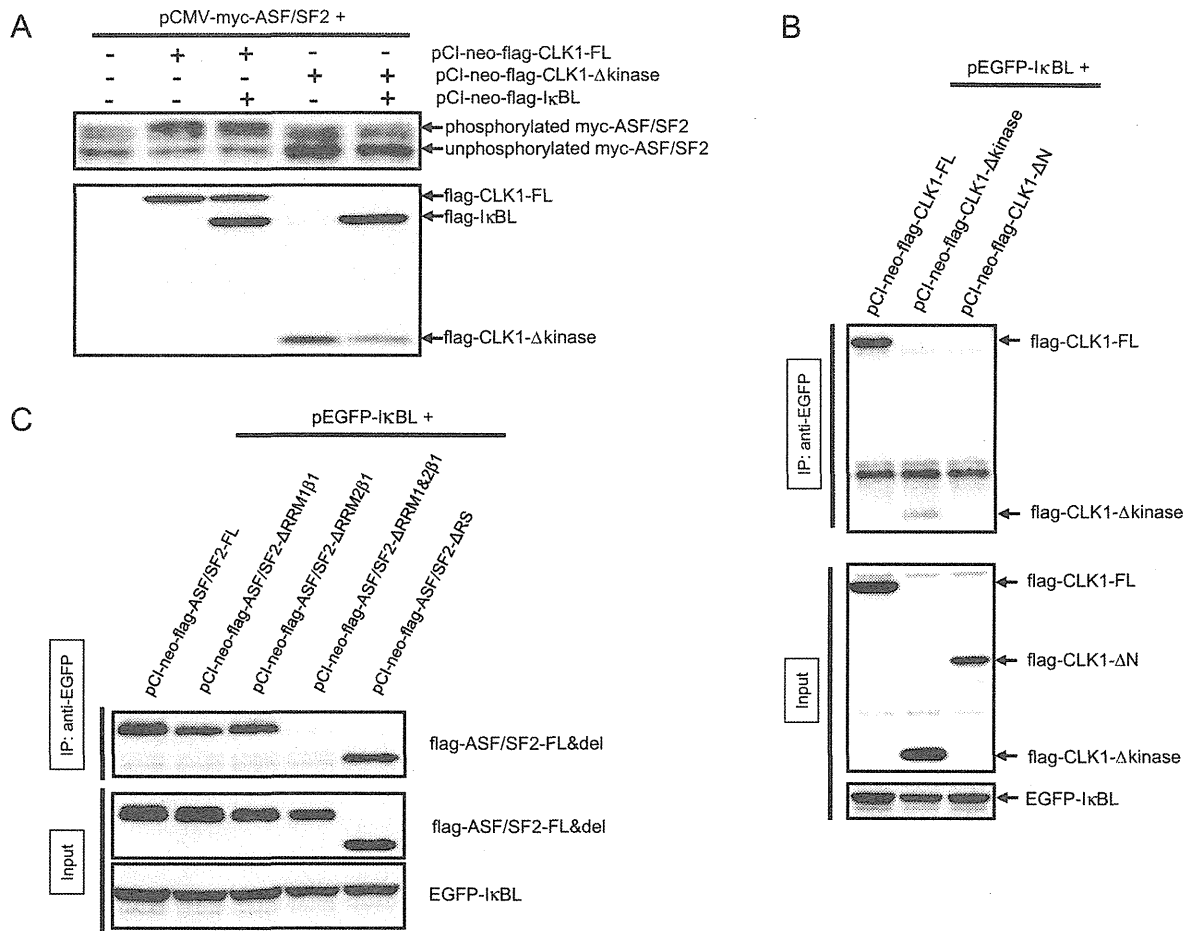 A
pCMV-myc-ASF/SF2 +
- + + - - pCI-neo-flag-CLK1-FL
- - - + + pCI-neo-flag-CLK1-Δkinase
- - + - + pCI-neo-flag-IκBL
phosphorylated myc-ASF/SF2
unphosphorylated myc-ASF/SF2
flag-CLK1-FL
flag-IκBL
flag-CLK1-Δkinase
B
pEGFP-IκBL +
pCI-neo-flag-CLK1-FL
pCI-neo-flag-CLK1-Δkinase
pCI-neo-flag-CLK1-ΔN
IP: anti-EGFP
flag-CLK1-FL
flag-CLK1-Δkinase
Input
flag-CLK1-FL
flag-CLK1-ΔN
flag-CLK1-Δkinase
EGFP-IκBL
C
pEGFP-IκBL +
pCI-neo-flag-ASF/SF2-FL
pCI-neo-flag-ASF/SF2-ΔRRM1β1
pCI-neo-flag-ASF/SF2-ΔRRM2β1
pCI-neo-flag-ASF/SF2-ΔRRM1&2β1
pCI-neo-flag-ASF/SF2-ΔRS
IP: anti-EGFP
flag-ASF/SF2-FL&del
Input
flag-ASF/SF2-FL&del
EGFP-IκBL